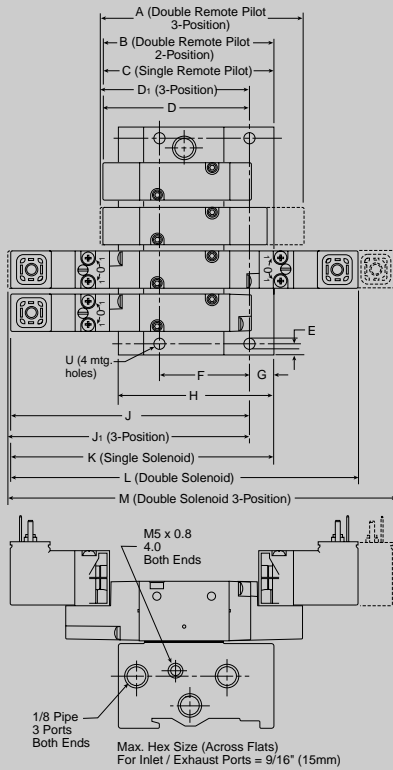 A (Double Remote Pilot
3-Position)
B (Double Remote Pilot
2-Position)
C (Single Remote Pilot)
D1 (3-Position)
D
E
U (4 mtg.
holes)
F
G
H
J
J1 (3-Position)
K (Single Solenoid)
L (Double Solenoid)
M (Double Solenoid 3-Position)
M5 x 0.8
4.0
Both Ends
1/8 Pipe
3 Ports
Both Ends
Max. Hex Size (Across Flats)
For Inlet / Exhaust Ports = 9/16" (15mm)